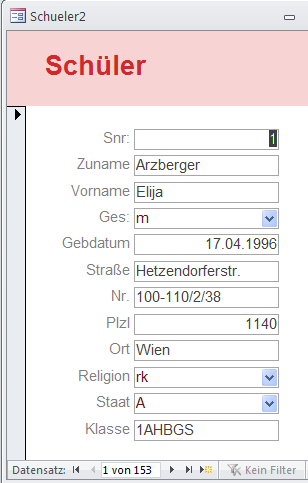 Schueler2
Schüler
Snr: 1
Zuname Arzberger
Vorname Elija
Ges: m
Gebdatum 17.04.1996
Straße Hetzendorferstr.
Nr. 100-110/2/38
Plzl 1140
Ort Wien
Religion rk
Staat A
Klasse 1AHBGS
Datensatz: 1 von 153 Kein Filter